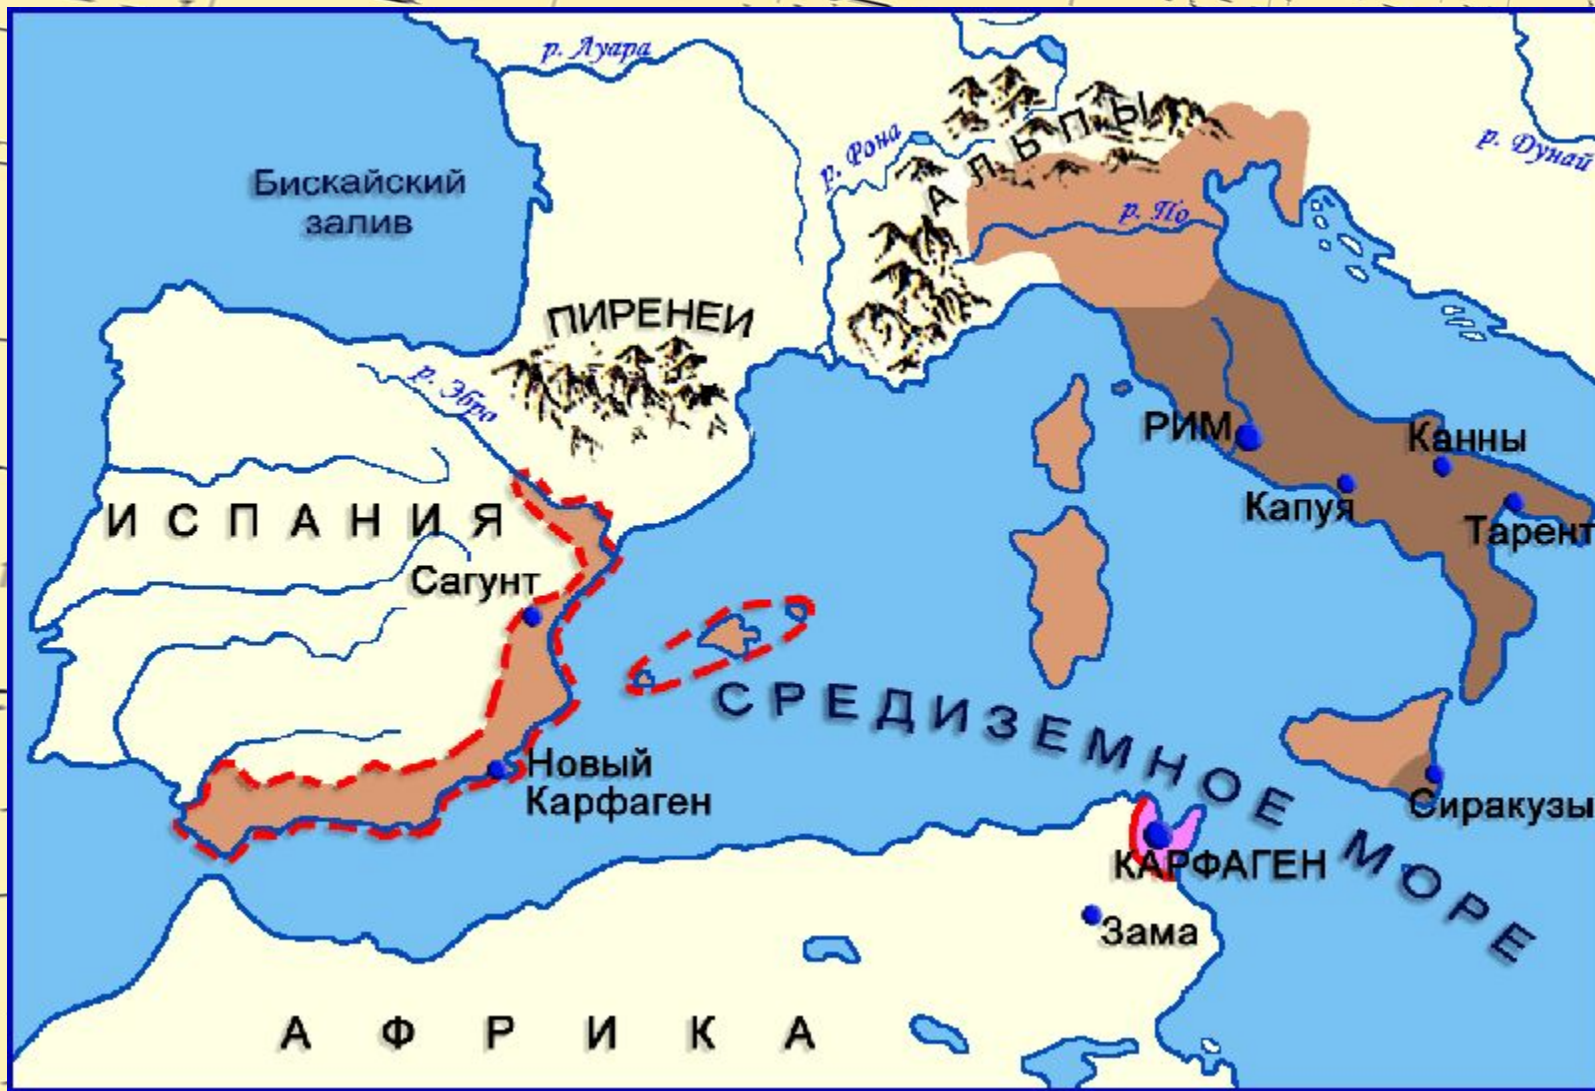 р. Луара
р. Рона
АЛЬПЫ
р. Дунай
Бискайский
залив
р. По
ПИРЕНЕИ
р. Эбро
РИМ
Канны
Капуя
Тарент
ИСПАНИЯ
Сагунт
СРЕДИЗЕМНОЕ МОРЕ
Новый
Карфаген
Сиракузы
КАРФАГЕН
Зама
АФРИКА